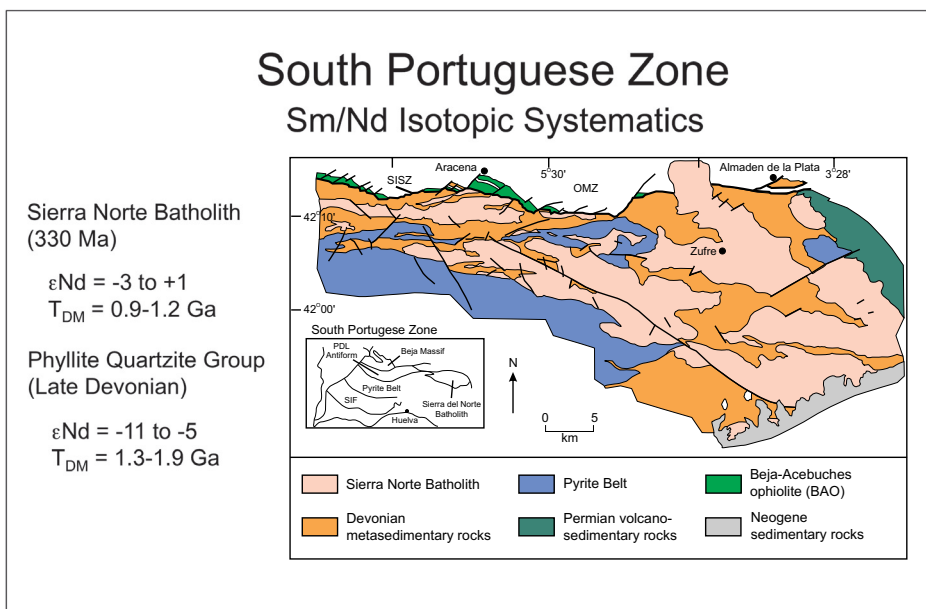 South Portuguese Zone
Sm/Nd Isotopic Systematics
Sierra Norte Batholith
(330 Ma)
εNd = -3 to +1
T_DM = 0.9-1.2 Ga
Phyllite Quartzite Group
(Late Devonian)
εNd = -11 to -5
T_DM = 1.3-1.9 Ga
Aracena
5°30'
Almaden de la Plata
3°28'
SISZ
OMZ
42°10'
Zufre
42°00'
South Portugese Zone
PDL
Antiform
Beja Massif
Pyrite Belt
SIF
Sierra del Norte
Batholith
Huelva
N
0 5
km
Sierra Norte Batholith
Pyrite Belt
Beja-Acebuches
ophiolite (BAO)
Devonian
metasedimentary rocks
Permian volcano-
sedimentary rocks
Neogene
sedimentary rocks